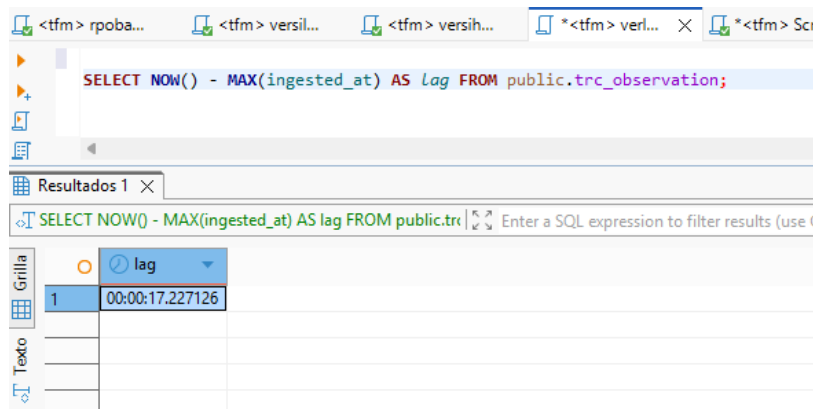 <tfm> rpoba... <tfm> versil... <tfm> versih... *<tfm> verl... *<tfm> Scr
SELECT NOW() - MAX(ingested_at) AS lag FROM public.trc_observation;
Resultados 1
SELECT NOW() - MAX(ingested_at) AS lag FROM public.trc Enter a SQL expression to filter results (use C
Grilla
lag
1 00:00:17.227126
Texto